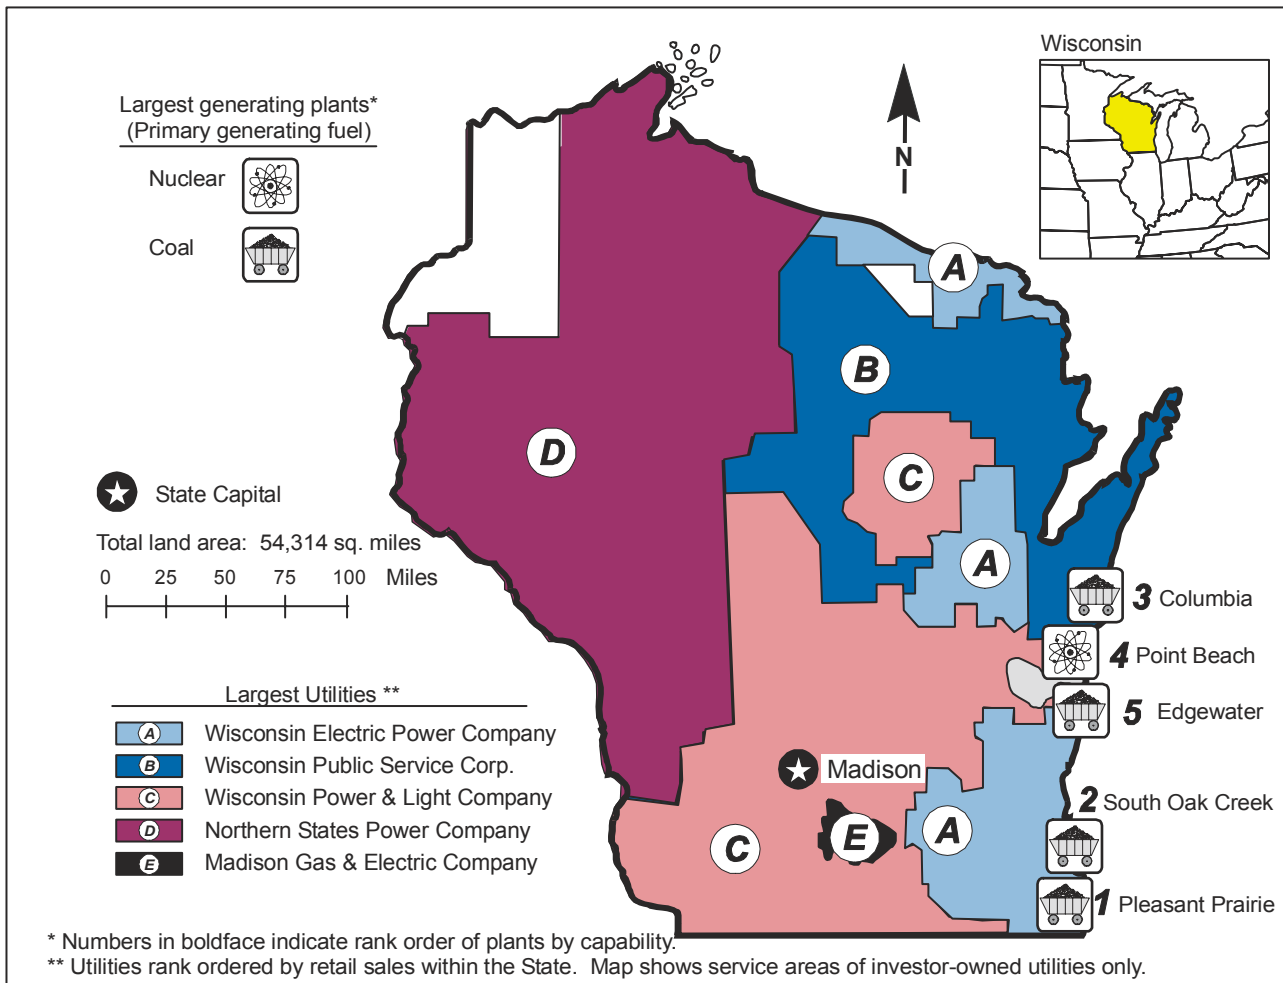 Wisconsin
Largest generating plants*
(Primary generating fuel)
Nuclear
Coal
N
A
B
D
C
A
State Capital
Total land area: 54,314 sq. miles
0 25 50 75 100 Miles
3 Columbia
4 Point Beach
5 Edgewater
Largest Utilities **
A Wisconsin Electric Power Company
B Wisconsin Public Service Corp.
C Wisconsin Power & Light Company
D Northern States Power Company
E Madison Gas & Electric Company
Madison
2 South Oak Creek
C
E
A
1 Pleasant Prairie
* Numbers in boldface indicate rank order of plants by capability.
** Utilities rank ordered by retail sales within the State. Map shows service areas of investor-owned utilities only.